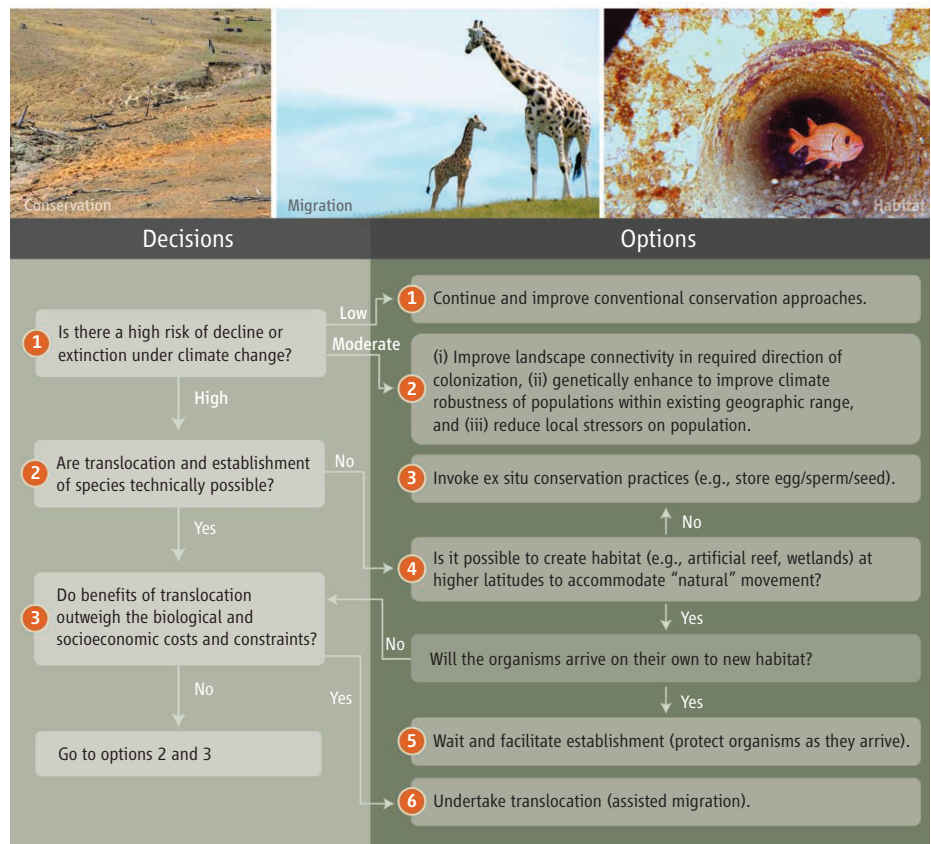 Conservation
Migration
Habitat
Decisions
Options
1
Is there a high risk of decline or
extinction under climate change?
Low
Moderate
High
2
Are translocation and establishment
of species technically possible?
No
Yes
3
Do benefits of translocation
outweigh the biological and
socioeconomic costs and constraints?
No
Yes
Go to options 2 and 3
1
Continue and improve conventional conservation approaches.
2
(i) Improve landscape connectivity in required direction of
colonization, (ii) genetically enhance to improve climate
robustness of populations within existing geographic range,
and (iii) reduce local stressors on population.
3
Invoke ex situ conservation practices (e.g., store egg/sperm/seed).
No
4
Is it possible to create habitat (e.g., artificial reef, wetlands) at
higher latitudes to accommodate “natural” movement?
Yes
No
Will the organisms arrive on their own to new habitat?
Yes
5
Wait and facilitate establishment (protect organisms as they arrive).
6
Undertake translocation (assisted migration).